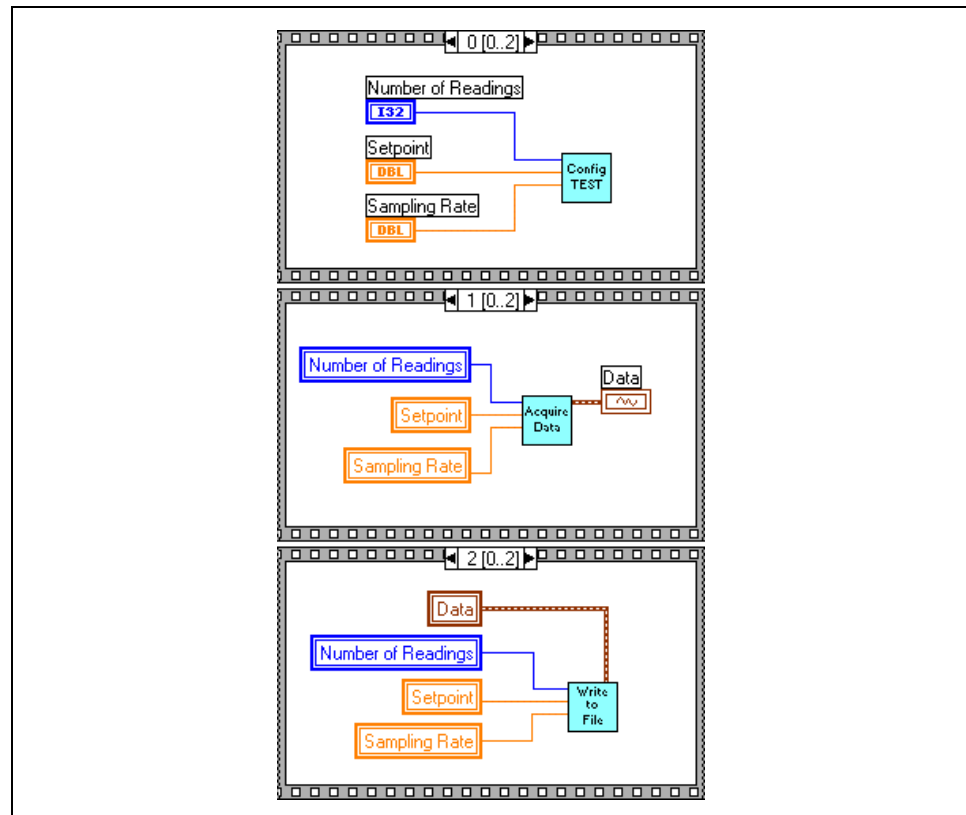 0 [0..2]
Number of Readings
I32
Setpoint
DBL
Config
TEST
Sampling Rate
DBL
1 [0..2]
Number of Readings
Data
Setpoint
Acquire
Data
Sampling Rate
2 [0..2]
Data
Number of Readings
Setpoint
Write
to
File
Sampling Rate